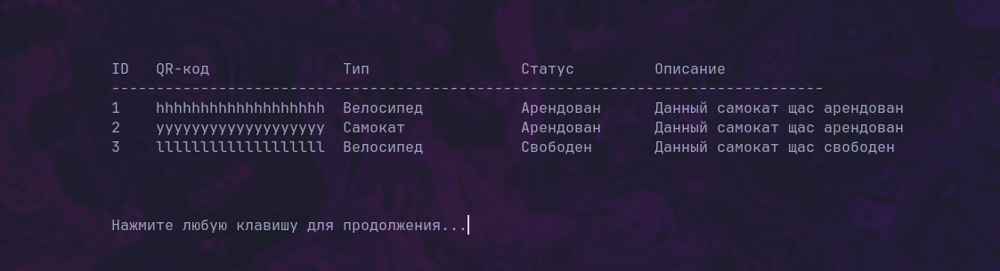 ID   QR-код               Тип                 Статус         Описание
--------------------------------------------------------------------------------
1    hhhhhhhhhhhhhhhhhhh  Велосипед           Арендован      Данный самокат щас арендован
2    yyyyyyyyyyyyyyyyyyy  Самокат             Арендован      Данный самокат щас арендован
3    lllllllllllllllllll  Велосипед           Свободен       Данный самокат щас свободен
Нажмите любую клавишу для продолжения...